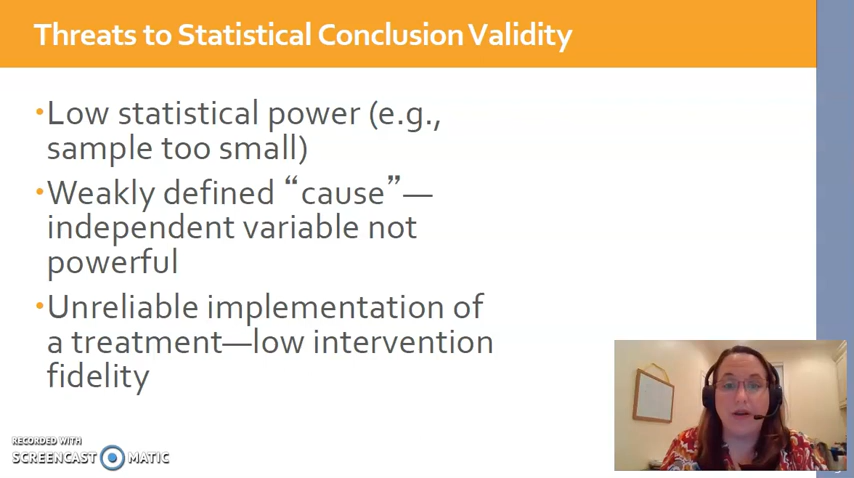 Threats to Statistical Conclusion Validity
•Low statistical power (e.g.,
sample too small)
•Weakly defined “cause”—
independent variable not
powerful
•Unreliable implementation of
a treatment—low intervention
fidelity
RECORDED WITH
SCREENCAST MATIC